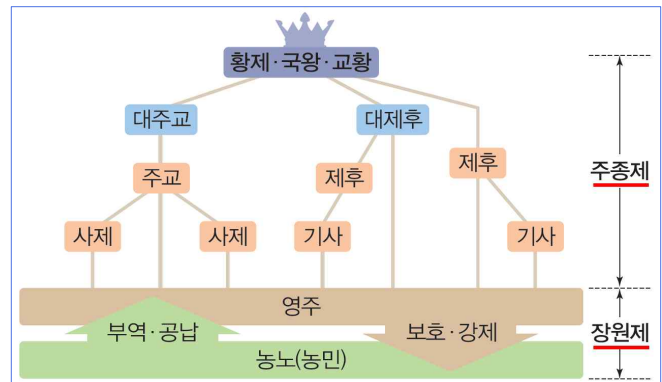 황제·국왕·교황
대주교
대제후
주교
제후
제후
주종제
사제
사제
기사
기사
영주
부역·공납
보호·강제
장원제
농노(농민)